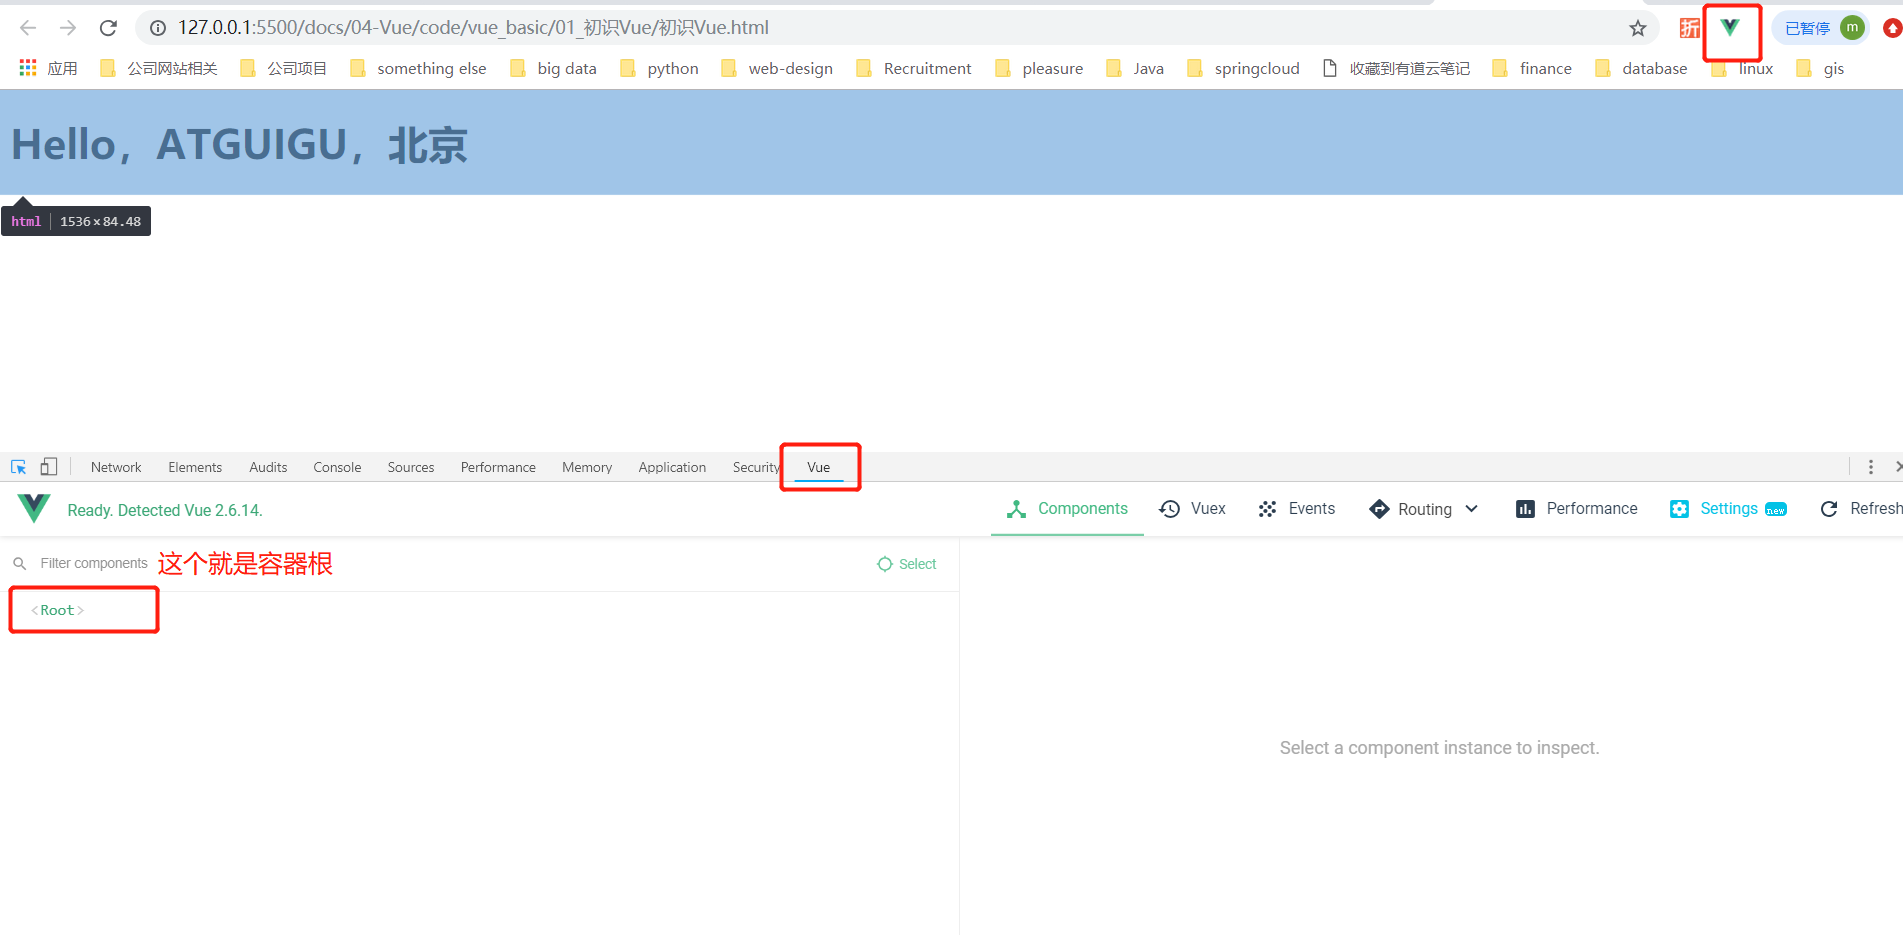 127.0.0.1:5500/docs/04-Vue/code/vue_basic/01_初识Vue/初识Vue.html 折 已暂停 m
应用 公司网站相关 公司项目 something else big data python web-design Recruitment pleasure Java springcloud 收藏到有道云笔记 finance database linux gis
Hello，ATGUIGU，北京
html 1536×84.48
Network Elements Audits Console Sources Performance Memory Application Security Vue
Ready. Detected Vue 2.6.14. Components Vuex Events Routing Performance Settings new Refresh
Filter components 这个就是容器根 Select
<Root>
Select a component instance to inspect.